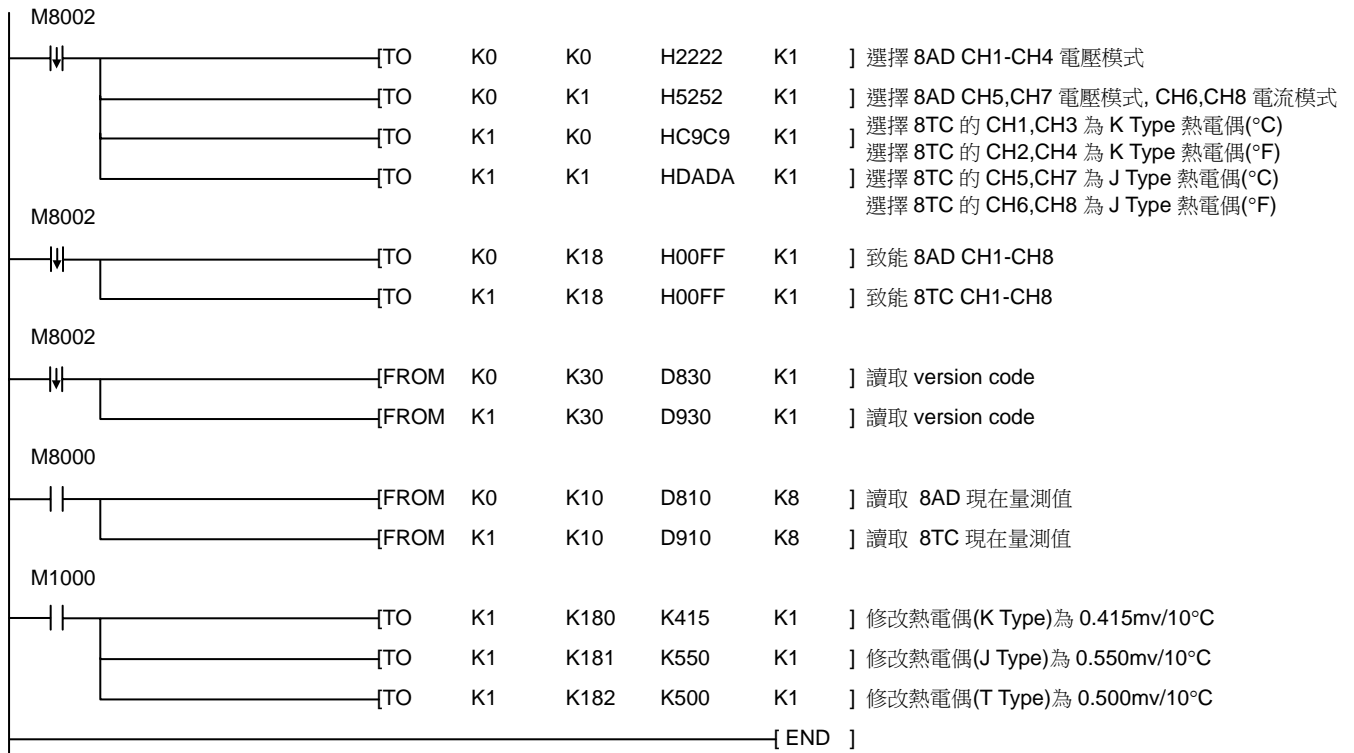 M8002
[TO K0 K0 H2222 K1 ] 選擇 8AD CH1-CH4 電壓模式
[TO K0 K1 H5252 K1 ] 選擇 8AD CH5,CH7 電壓模式, CH6,CH8 電流模式
[TO K1 K0 HC9C9 K1 ] 選擇 8TC 的 CH1,CH3 為 K Type 熱電偶(°C)
選擇 8TC 的 CH2,CH4 為 K Type 熱電偶(°F)
[TO K1 K1 HDADA K1 ] 選擇 8TC 的 CH5,CH7 為 J Type 熱電偶(°C)
選擇 8TC 的 CH6,CH8 為 J Type 熱電偶(°F)
M8002
[TO K0 K18 H00FF K1 ] 致能 8AD CH1-CH8
[TO K1 K18 H00FF K1 ] 致能 8TC CH1-CH8
M8002
[FROM K0 K30 D830 K1 ] 讀取 version code
[FROM K1 K30 D930 K1 ] 讀取 version code
M8000
[FROM K0 K10 D810 K8 ] 讀取 8AD 現在量測值
[FROM K1 K10 D910 K8 ] 讀取 8TC 現在量測值
M1000
[TO K1 K180 K415 K1 ] 修改熱電偶(K Type)為 0.415mv/10°C
[TO K1 K181 K550 K1 ] 修改熱電偶(J Type)為 0.550mv/10°C
[TO K1 K182 K500 K1 ] 修改熱電偶(T Type)為 0.500mv/10°C
[ END ]